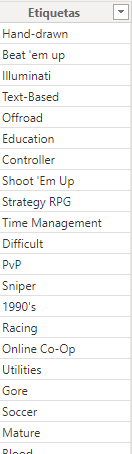 Etiquetas
Hand-drawn
Beat 'em up
Illuminati
Text-Based
Offroad
Education
Controller
Shoot 'Em Up
Strategy RPG
Time Management
Difficult
PvP
Sniper
1990's
Racing
Online Co-Op
Utilities
Gore
Soccer
Mature
Blood